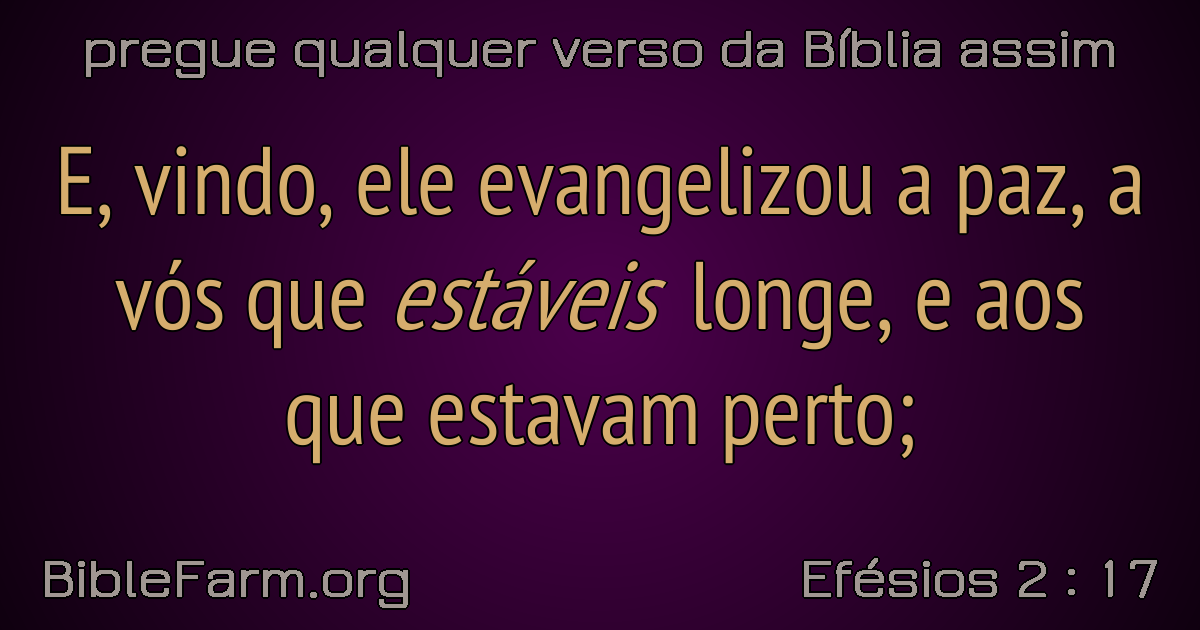 pregue qualquer verso da Bíblia assim
E, vindo, ele evangelizou a paz, a
vós que estáveis longe, e aos
que estavam perto;
BibleFarm.org
Efésios 2 : 17